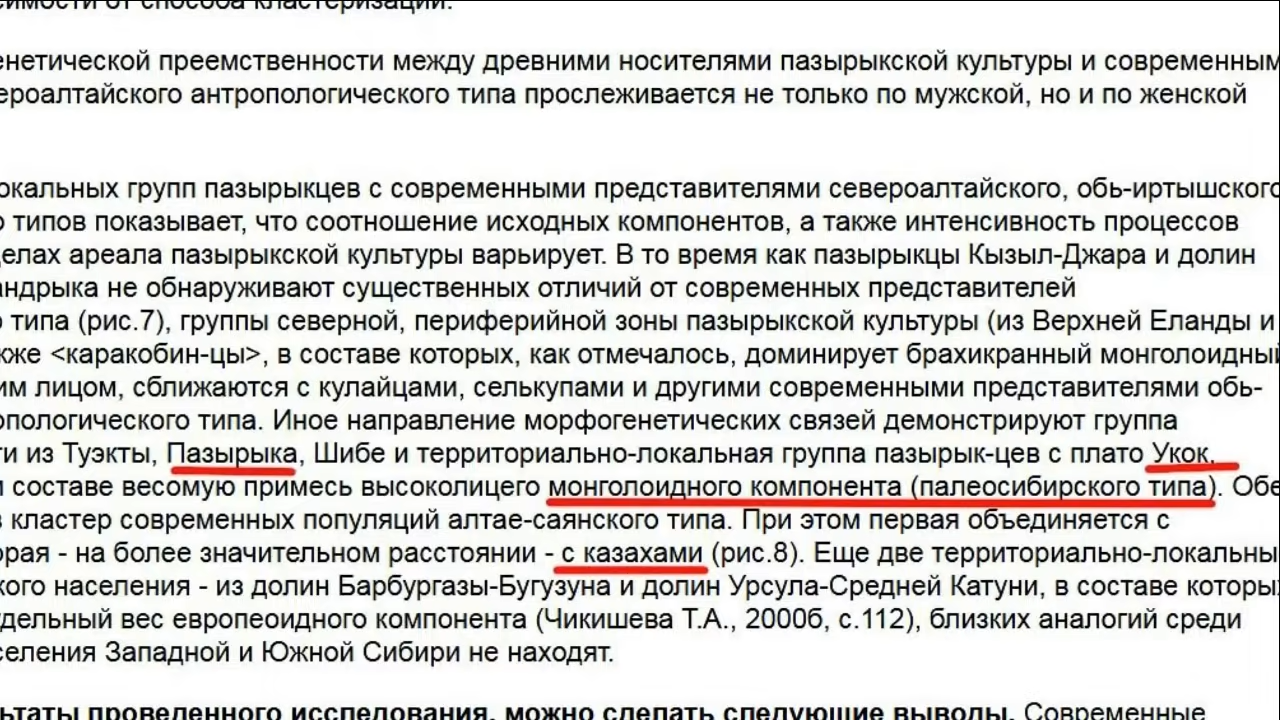 симости от способа кластеризации.
енетической преемственности между древними носителями пазырыкской культуры и современным
ероалтайского антропологического типа прослеживается не только по мужской, но и по женской
окальных групп пазырыкцев с современными представителями североалтайского, обь-иртышского
о типов показывает, что соотношение исходных компонентов, а также интенсивность процессов
делах ареала пазырыкской культуры варьирует. В то время как пазырыкцы Кызыл-Джара и долин
андрыка не обнаруживают существенных отличий от современных представителей
о типа (рис.7), группы северной, периферийной зоны пазырыкской культуры (из Верхней Еланды и
кже <каракобин-цы>, в составе которых, как отмечалось, доминирует брахикранный монголоидный
им лицом, сближаются с кулайцами, селькупами и другими современными представителями обь-
опологического типа. Иное направление морфогенетических связей демонстрируют группа
ти из Туэкты, Пазырыка, Шибе и территориально-локальная группа пазырык-цев с плато Укок,
и составе весомую примесь высоколицего монголоидного компонента (палеосибирского типа). Обе
в кластер современных популяций алтае-саянского типа. При этом первая объединяется с
орая - на более значительном расстоянии - с казахами (рис.8). Еще две территориально-локальны
кого населения - из долин Барбургазы-Бугузуна и долин Урсула-Средней Катуни, в составе которы
удельный вес европеоидного компонента (Чикишева Т.А., 2000б, с.112), близких аналогий среди
селения Западной и Южной Сибири не находят.
льтаты проведенного исследования, можно сделать следующие выводы. Современные